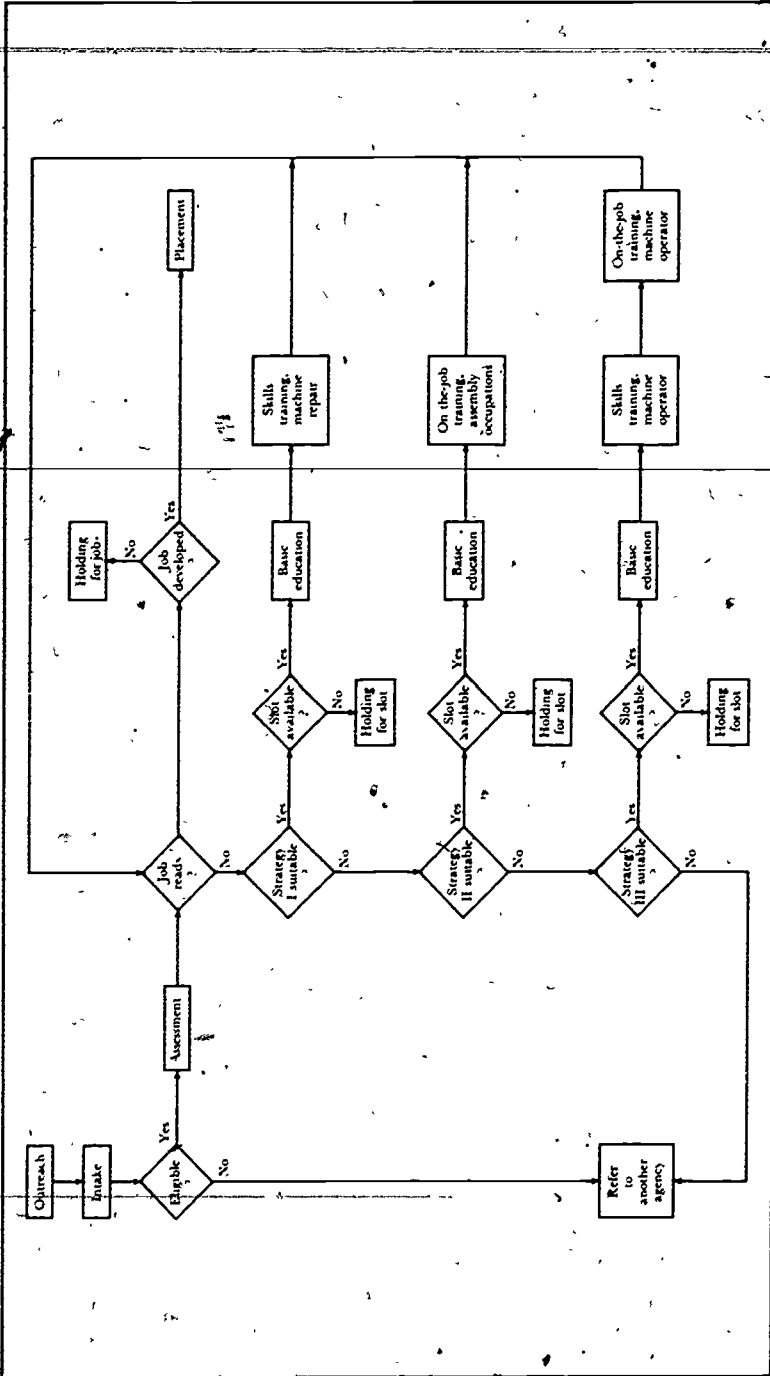 Outreach
Intake
Eligible
?
Yes
No
Assessment
Job
ready
?
No
Job
developed
?
No
Yes
Holding
for job
Placement
Strategy
I suitable
?
Yes
No
Slot
available
?
Yes
No
Holding
for slot
Basic
education
Skills
training,
machine
repair
Strategy
II suitable
?
Yes
No
Slot
available
?
Yes
No
Holding
for slot
Basic
education
On the-job
training,
assembly
occupations
Strategy
III suitable
?
Yes
No
Slot
available
?
Yes
No
Holding
for slot
Basic
education
Skills
training,
machine
operator
On-the-job
training,
machine
operator
Refer
to
another
agency